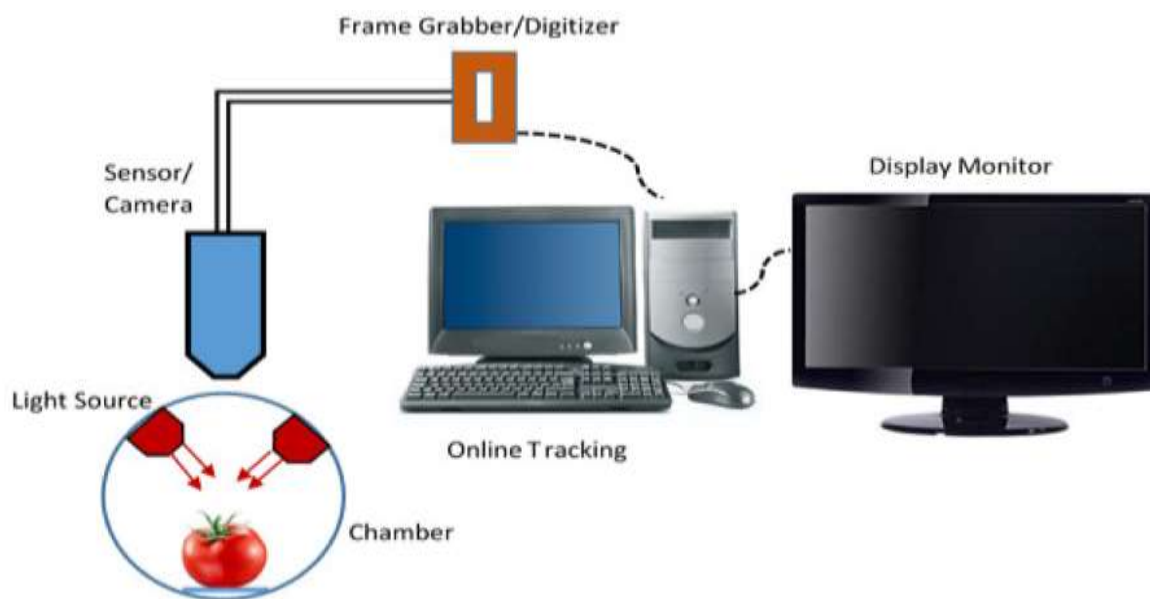 Frame Grabber/Digitizer
Sensor/
Camera
Display Monitor
Light Source
Online Tracking
Chamber